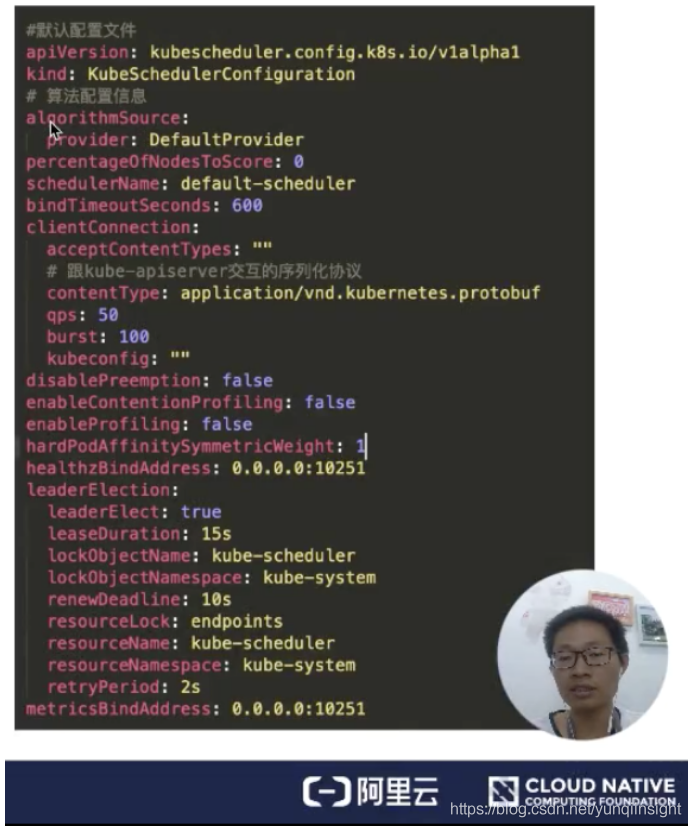 #默认配置文件
apiVersion: kubescheduler.config.k8s.io/v1alpha1
kind: KubeSchedulerConfiguration
# 算法配置信息
algorithmSource:
  provider: DefaultProvider
percentageOfNodesToScore: 0
schedulerName: default-scheduler
bindTimeoutSeconds: 600
clientConnection:
  acceptContentTypes: ""
  # 跟kube-apiserver交互的序列化协议
  contentType: application/vnd.kubernetes.protobuf
  qps: 50
  burst: 100
  kubeconfig: ""
disablePreemption: false
enableContentionProfiling: false
enableProfiling: false
hardPodAffinitySymmetricWeight: 1
healthzBindAddress: 0.0.0.0:10251
leaderElection:
  leaderElect: true
  leaseDuration: 15s
  lockObjectName: kube-scheduler
  lockObjectNamespace: kube-system
  renewDeadline: 10s
  resourceLock: endpoints
  resourceName: kube-scheduler
  resourceNamespace: kube-system
  retryPeriod: 2s
metricsBindAddress: 0.0.0.0:10251
阿里云
CLOUD NATIVE
COMPUTING FOUNDATION
https://blog.csdn.net/yunqiinsight